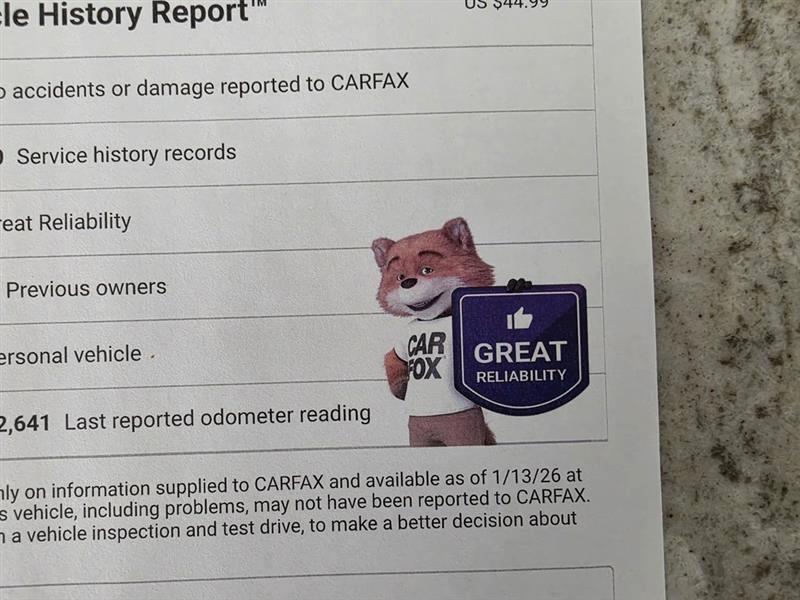 cle History Report™
US $44.99
o accidents or damage reported to CARFAX
Service history records
reat Reliability
Previous owners
ersonal vehicle
2,641 Last reported odometer reading
CAR
FOX
GREAT
RELIABILITY
nly on information supplied to CARFAX and available as of 1/13/26 at
s vehicle, including problems, may not have been reported to CARFAX.
n a vehicle inspection and test drive, to make a better decision about